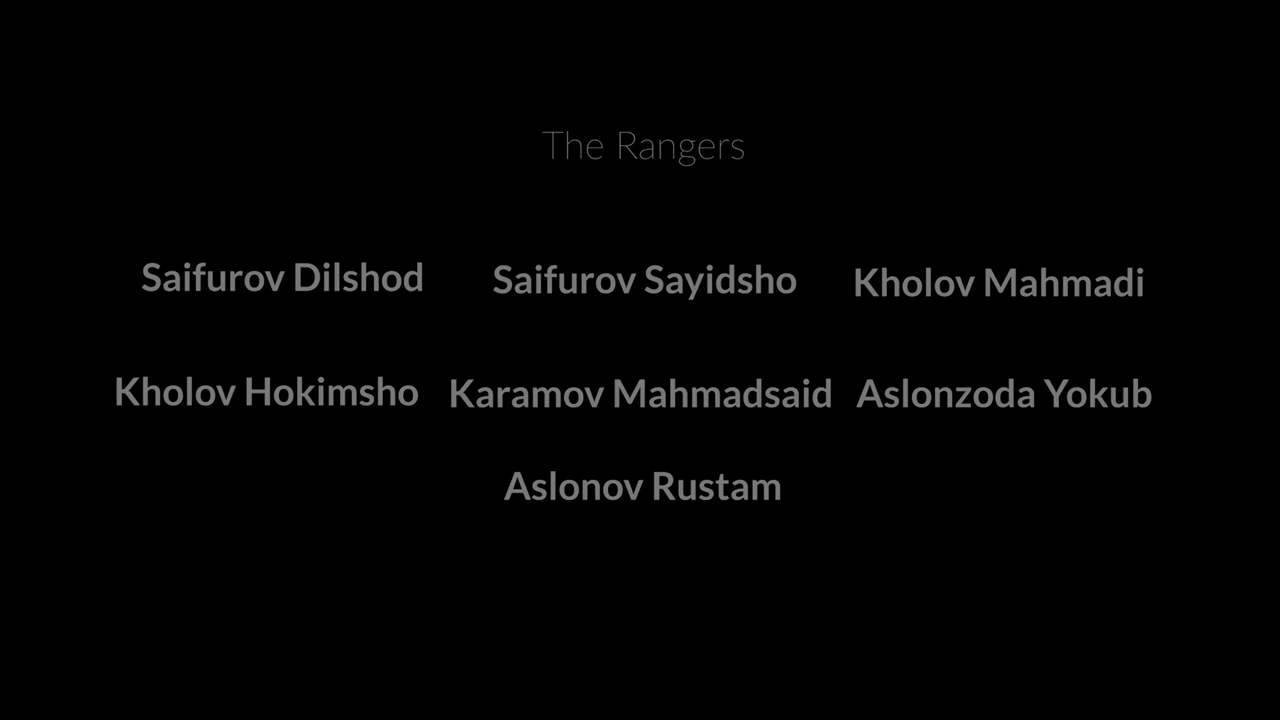 The Rangers
Saifurov Dilshod Saifurov Sayidsho Kholov Mahmadi
Kholov Hokimsho Karamov Mahmadsaid Aslonzoda Yokub
Aslonov Rustam